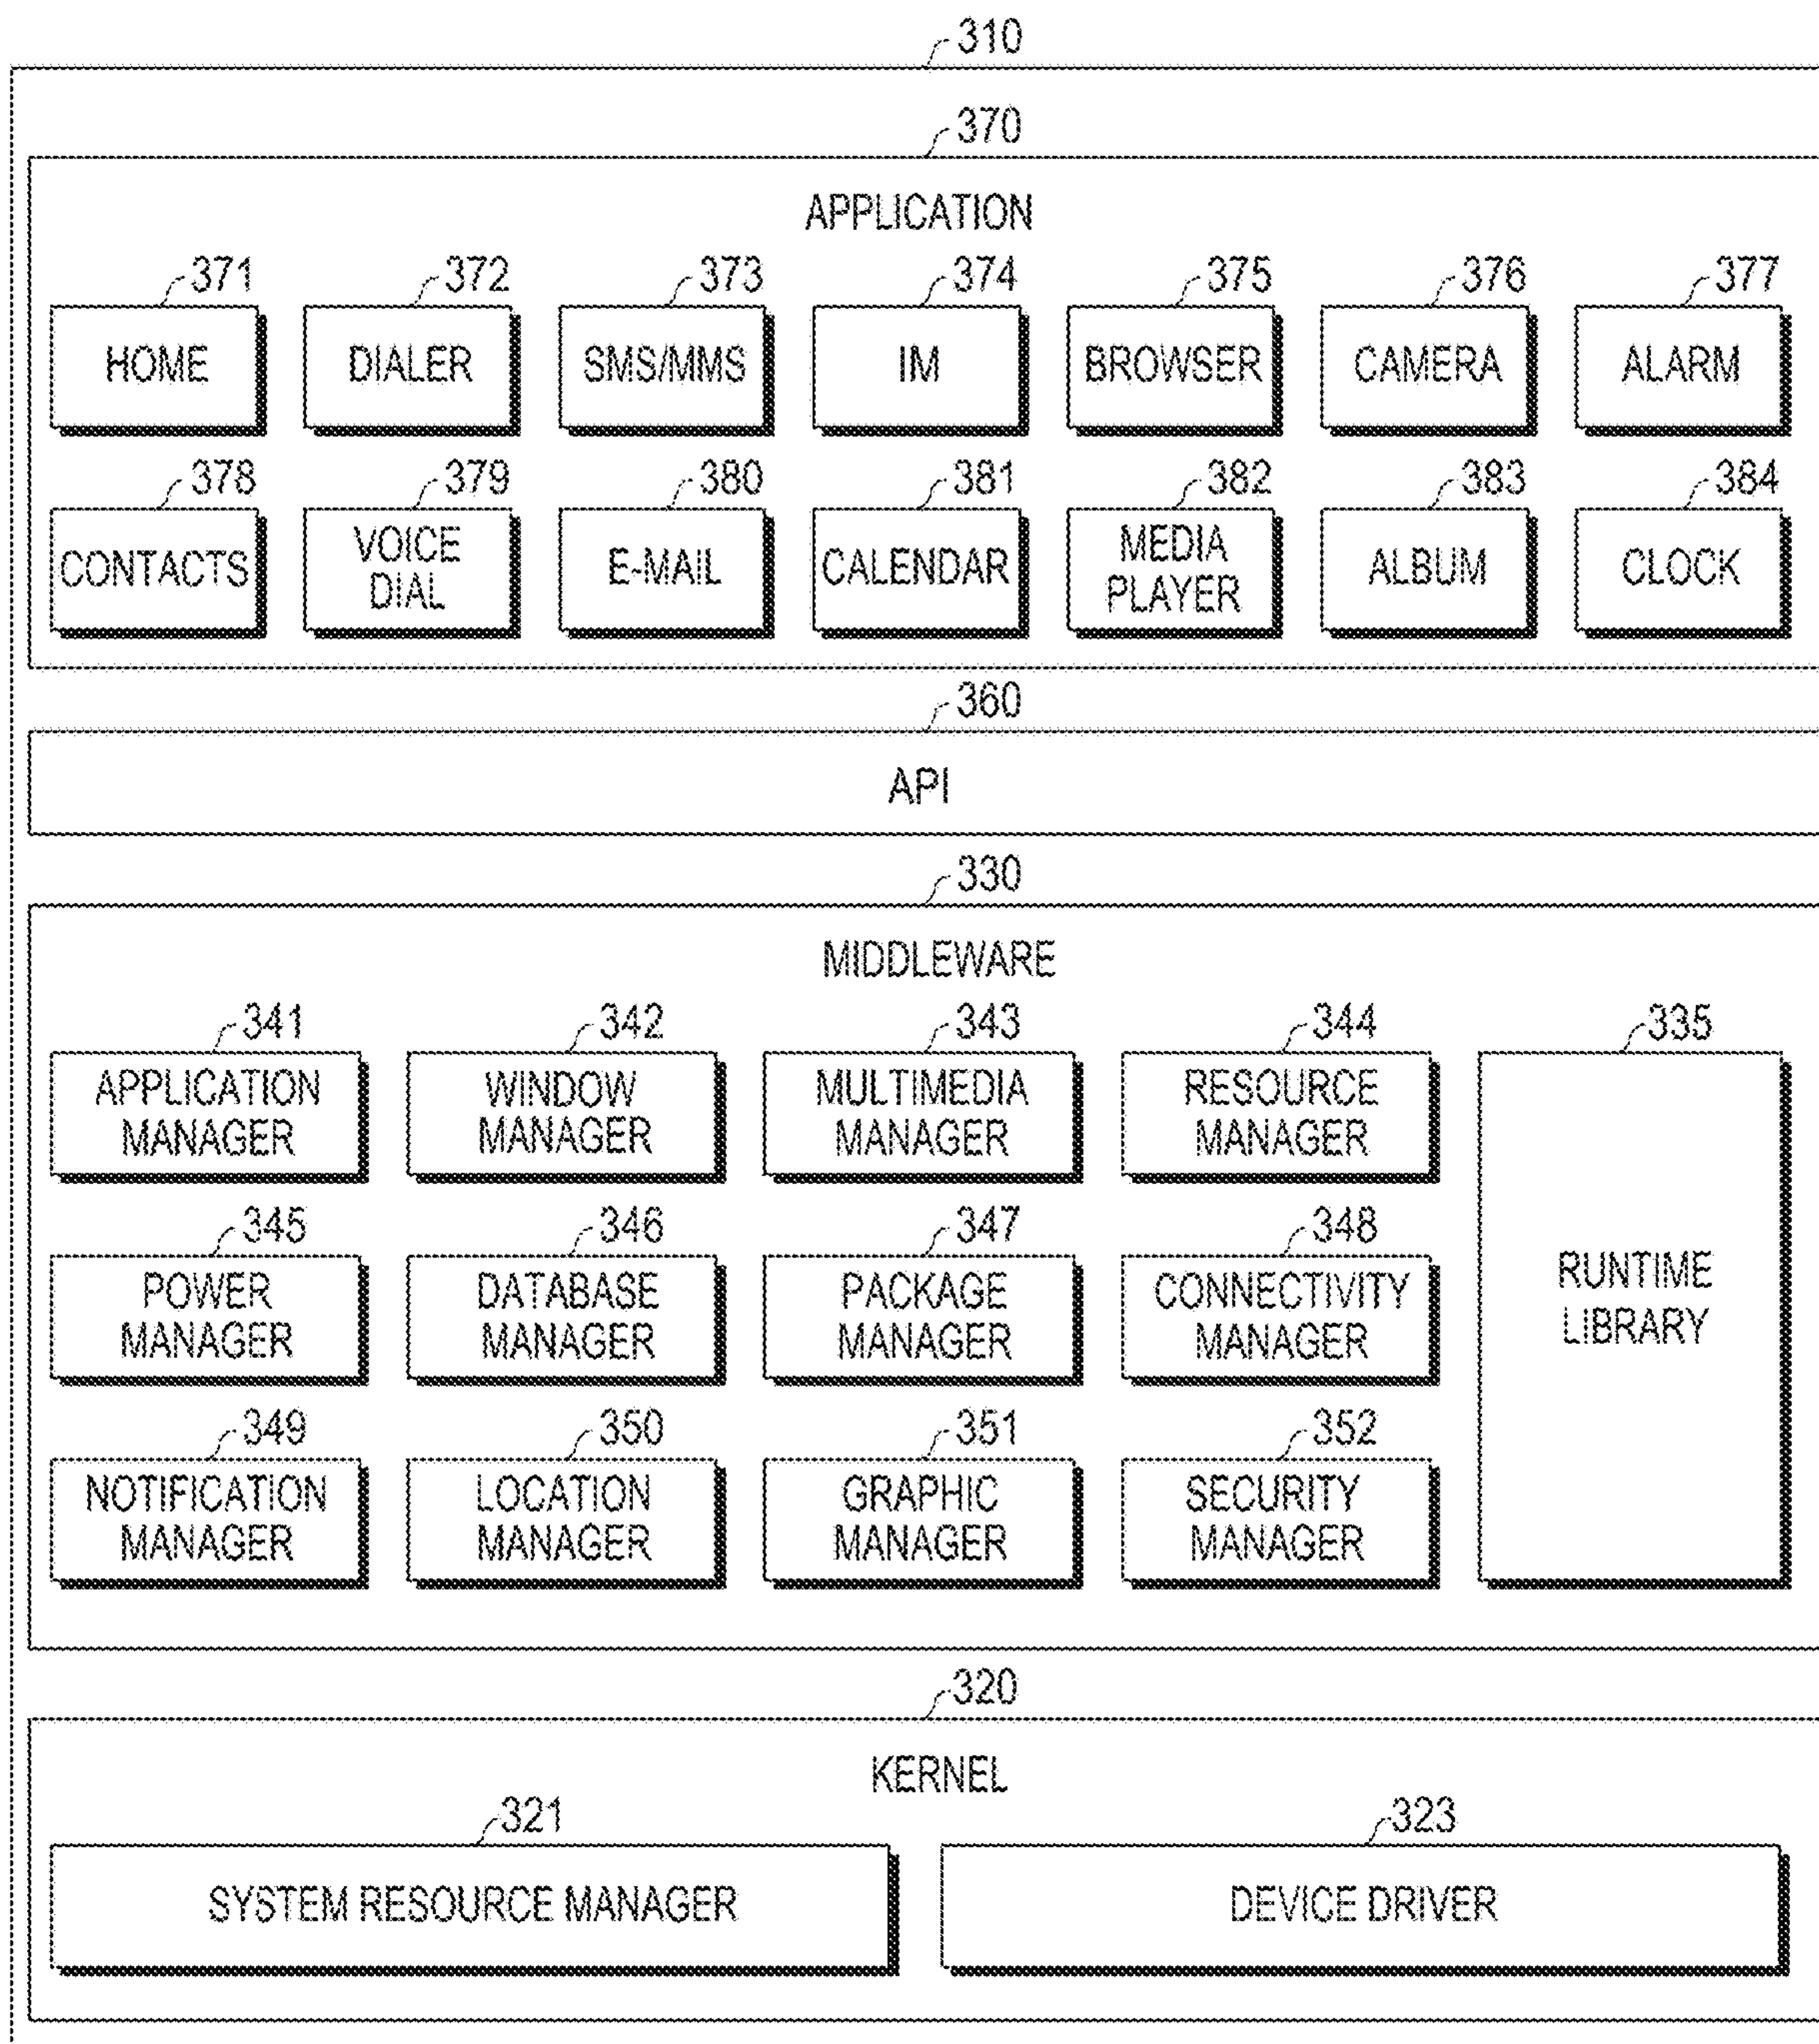 310
370
APPLICATION
371 372 373 374 375 376 377
HOME DIALER SMS/MMS IM BROWSER CAMERA ALARM
378 379 380 381 382 383 384
CONTACTS VOICE DIAL E-MAIL CALENDAR MEDIA PLAYER ALBUM CLOCK
360
API
330
MIDDLEWARE
341 342 343 344 335
APPLICATION MANAGER WINDOW MANAGER MULTIMEDIA MANAGER RESOURCE MANAGER
345 346 347 348
POWER MANAGER DATABASE MANAGER PACKAGE MANAGER CONNECTIVITY MANAGER RUNTIME LIBRARY
349 350 351 352
NOTIFICATION MANAGER LOCATION MANAGER GRAPHIC MANAGER SECURITY MANAGER
320
KERNEL
321 323
SYSTEM RESOURCE MANAGER DEVICE DRIVER